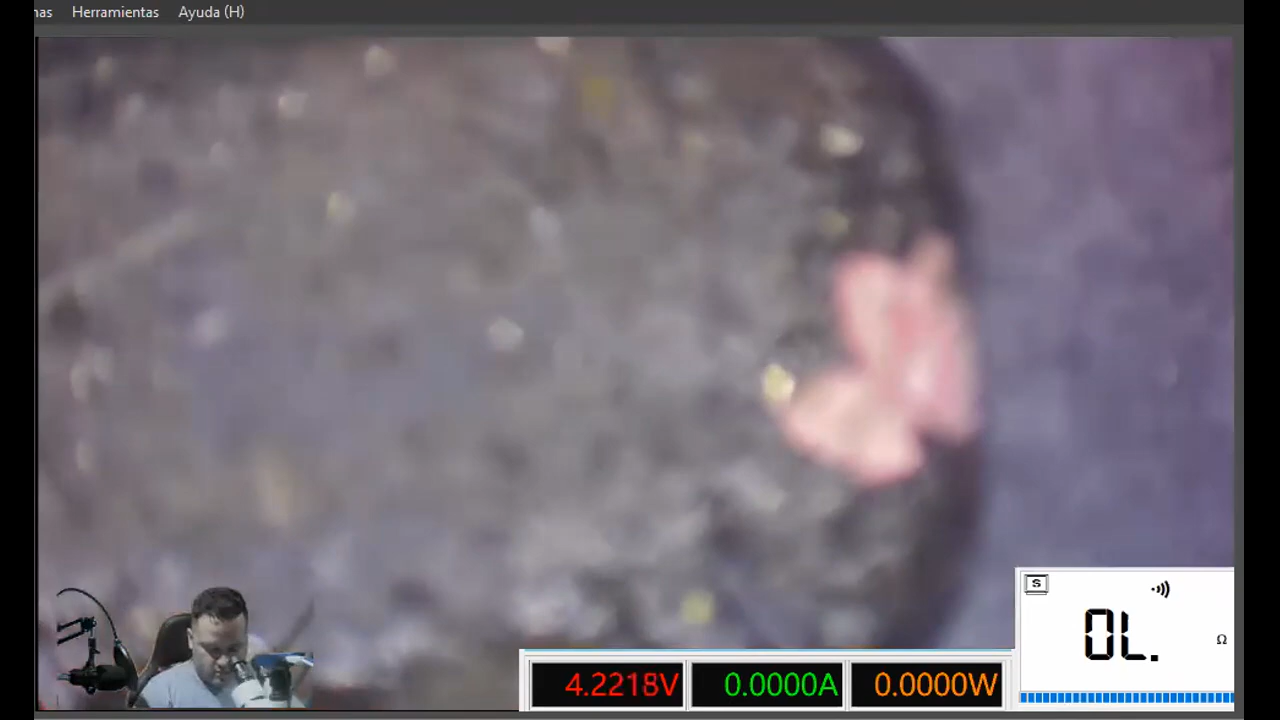 nas Herramientas Ayuda (H)
S
OL.
Ω
4.2218V 0.0000A 0.0000W